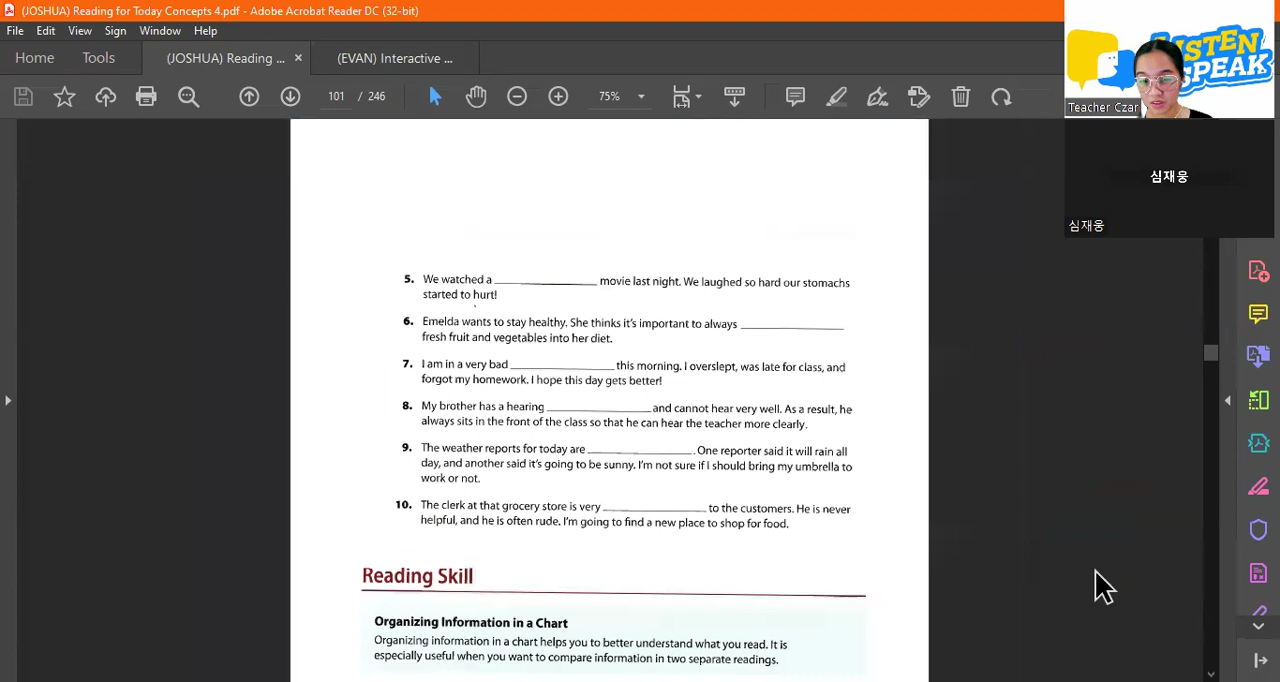 (JOSHUA) Reading for Today Concepts 4.pdf - Adobe Acrobat Reader DC (32-bit)
File Edit View Sign Window Help
Home Tools (JOSHUA) Reading ... × (EVAN) Interactive ...
101 / 246 75%
LISTEN
SPEAK
Teacher Czar
심재웅
심재웅
5. We watched a ____________ movie last night. We laughed so hard our stomachs
started to hurt!
6. Emelda wants to stay healthy. She thinks it's important to always ____________
fresh fruit and vegetables into her diet.
7. I am in a very bad ____________ this morning. I overslept, was late for class, and
forgot my homework. I hope this day gets better!
8. My brother has a hearing ____________ and cannot hear very well. As a result, he
always sits in the front of the class so that he can hear the teacher more clearly.
9. The weather reports for today are ____________. One reporter said it will rain all
day, and another said it's going to be sunny. I'm not sure if I should bring my umbrella to
work or not.
10. The clerk at that grocery store is very ____________ to the customers. He is never
helpful, and he is often rude. I'm going to find a new place to shop for food.
Reading Skill
Organizing Information in a Chart
Organizing information in a chart helps you to better understand what you read. It is
especially useful when you want to compare information in two separate readings.